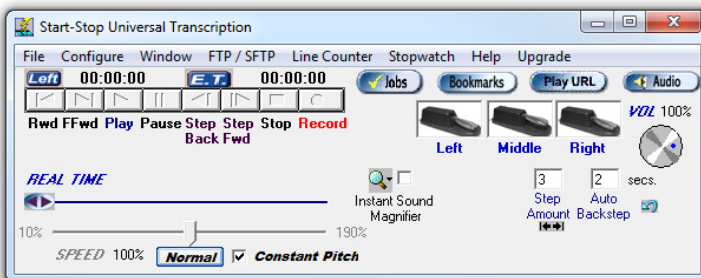 Start-Stop Universal Transcription
File Configure Window FTP / SFTP Line Counter Stopwatch Help Upgrade
Left 00:00:00 E.T. 00:00:00 Jobs Bookmarks Play URL Audio
Rwd FFwd Play Pause Step Back Step Fwd Stop Record
Left Middle Right
VOL 100%
REAL TIME
Instant Sound
Magnifier
3 2 secs.
Step Amount
Auto Backstep
10% 190%
SPEED 100% Normal Constant Pitch